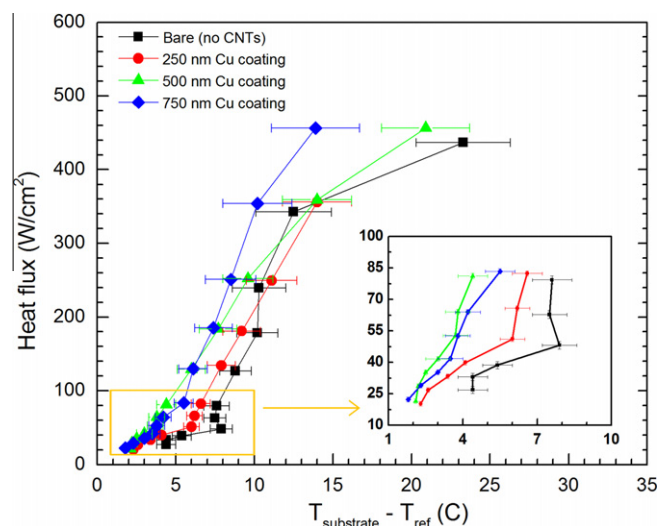 600
500
400
300
200
100
0
Heat flux (W/cm²)
Bare (no CNTs)
250 nm Cu coating
500 nm Cu coating
750 nm Cu coating
100
85
70
55
40
25
10
1 4 7 10
0 5 10 15 20 25 30 35
T_substrate - T_ref (C)